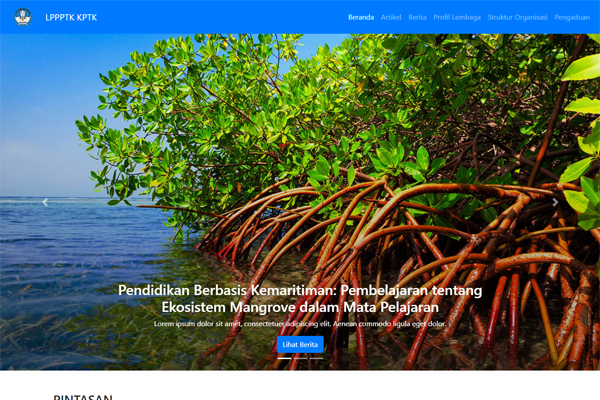 LPPPTK KPTK
Beranda Artikel Berita Profil Lembaga Struktur Organisasi Pengaduan
Pendidikan Berbasis Kemaritiman: Pembelajaran tentang
Ekosistem Mangrove dalam Mata Pelajaran
Lorem ipsum dolor sit amet, consectetuer adipiscing elit. Aenean commodo ligula eget dolor.
Lihat Berita
PINTASAN